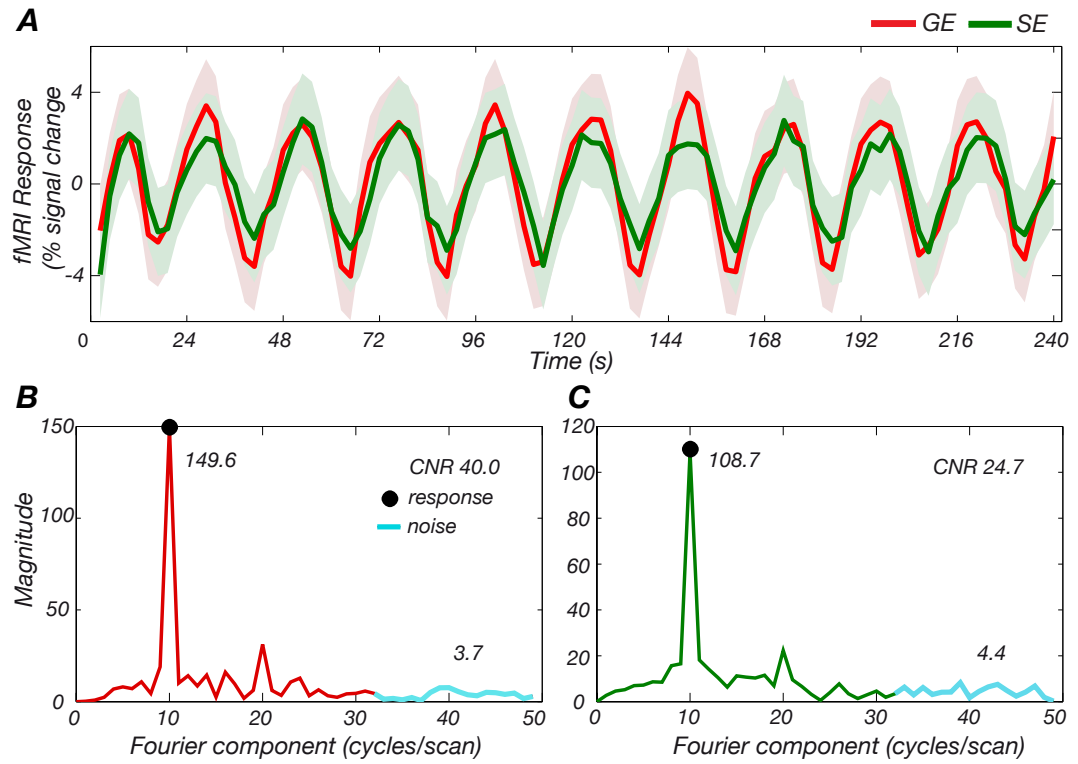 A
GE SE
fMRI Response
(% signal change)
4
0
-4
0 24 48 72 96 120 144 168 192 216 240
Time (s)
B
Magnitude
150
100
50
0
149.6
CNR 40.0
response
noise
3.7
0 10 20 30 40 50
Fourier component (cycles/scan)
C
120
100
80
60
40
20
0
108.7
CNR 24.7
4.4
0 10 20 30 40 50
Fourier component (cycles/scan)